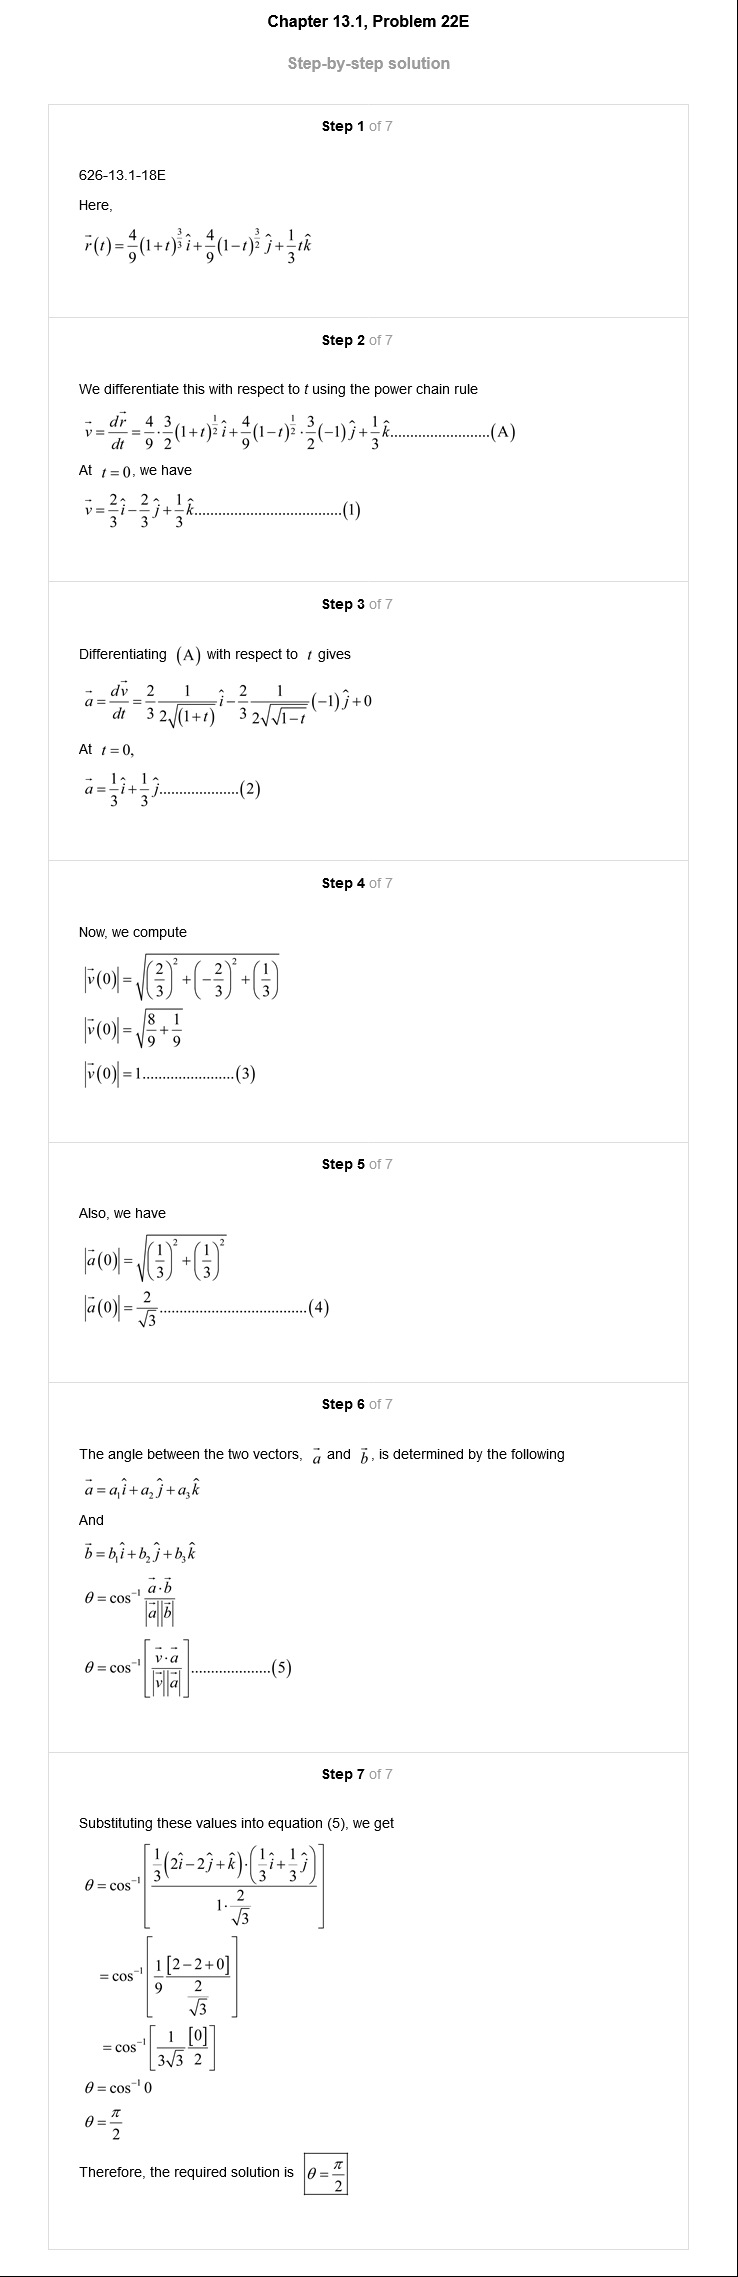 Chapter 13.1, Problem 22E
Step-by-step solution
Step 1 of 7
626-13.1-18E
Here,
\vec{r}(t) = \frac{4}{9}(1+t)^{\frac{3}{3}}\hat{i} + \frac{4}{9}(1-t)^{\frac{3}{2}}\hat{j} + \frac{1}{3}t\hat{k}
Step 2 of 7
We differentiate this with respect to t using the power chain rule
\vec{v} = \frac{d\vec{r}}{dt} = \frac{4}{9} \cdot \frac{3}{2}(1+t)^{\frac{1}{2}}\hat{i} + \frac{4}{9}(1-t)^{\frac{1}{2}} \cdot \frac{3}{2}(-1)\hat{j} + \frac{1}{3}\hat{k}.........................(A)
At t = 0, we have
\vec{v} = \frac{2}{3}\hat{i} - \frac{2}{3}\hat{j} + \frac{1}{3}\hat{k}.....................................(1)
Step 3 of 7
Differentiating (A) with respect to t gives
\vec{a} = \frac{d\vec{v}}{dt} = \frac{2}{3}\frac{1}{2\sqrt{(1+t)}}\hat{i} - \frac{2}{3}\frac{1}{2\sqrt{\sqrt{1-t}}}(-1)\hat{j} + 0
At t = 0,
\vec{a} = \frac{1}{3}\hat{i} + \frac{1}{3}\hat{j}....................(2)
Step 4 of 7
Now, we compute
|\vec{v}(0)| = \sqrt{\left(\frac{2}{3}\right)^2 + \left(-\frac{2}{3}\right)^2 + \left(\frac{1}{3}\right)}
|\vec{v}(0)| = \sqrt{\frac{8}{9} + \frac{1}{9}}
|\vec{v}(0)| = 1.......................(3)
Step 5 of 7
Also, we have
|\vec{a}(0)| = \sqrt{\left(\frac{1}{3}\right)^2 + \left(\frac{1}{3}\right)^2}
|\vec{a}(0)| = \frac{2}{\sqrt{3}}.....................................(4)
Step 6 of 7
The angle between the two vectors, \vec{a} and \vec{b}, is determined by the following
\vec{a} = a_1\hat{i} + a_2\hat{j} + a_3\hat{k}
And
\vec{b} = b_1\hat{i} + b_2\hat{j} + b_3\hat{k}
\theta = \cos^{-1}\frac{\vec{a} \cdot \vec{b}}{|\vec{a}||\vec{b}|}
\theta = \cos^{-1}\left[\frac{\vec{v} \cdot \vec{a}}{|\vec{v}||\vec{a}|}\right]....................(5)
Step 7 of 7
Substituting these values into equation (5), we get
\theta = \cos^{-1}\left[\frac{\frac{1}{3}(2\hat{i} - 2\hat{j} + \hat{k}) \cdot \left(\frac{1}{3}\hat{i} + \frac{1}{3}\hat{j}\right)}{1 \cdot \frac{2}{\sqrt{3}}}\right]
= \cos^{-1}\left[\frac{1}{9}\frac{[2-2+0]}{\frac{2}{\sqrt{3}}}\right]
= \cos^{-1}\left[\frac{1}{3\sqrt{3}}\frac{[0]}{2}\right]
\theta = \cos^{-1} 0
\theta = \frac{\pi}{2}
Therefore, the required solution is \theta = \frac{\pi}{2}